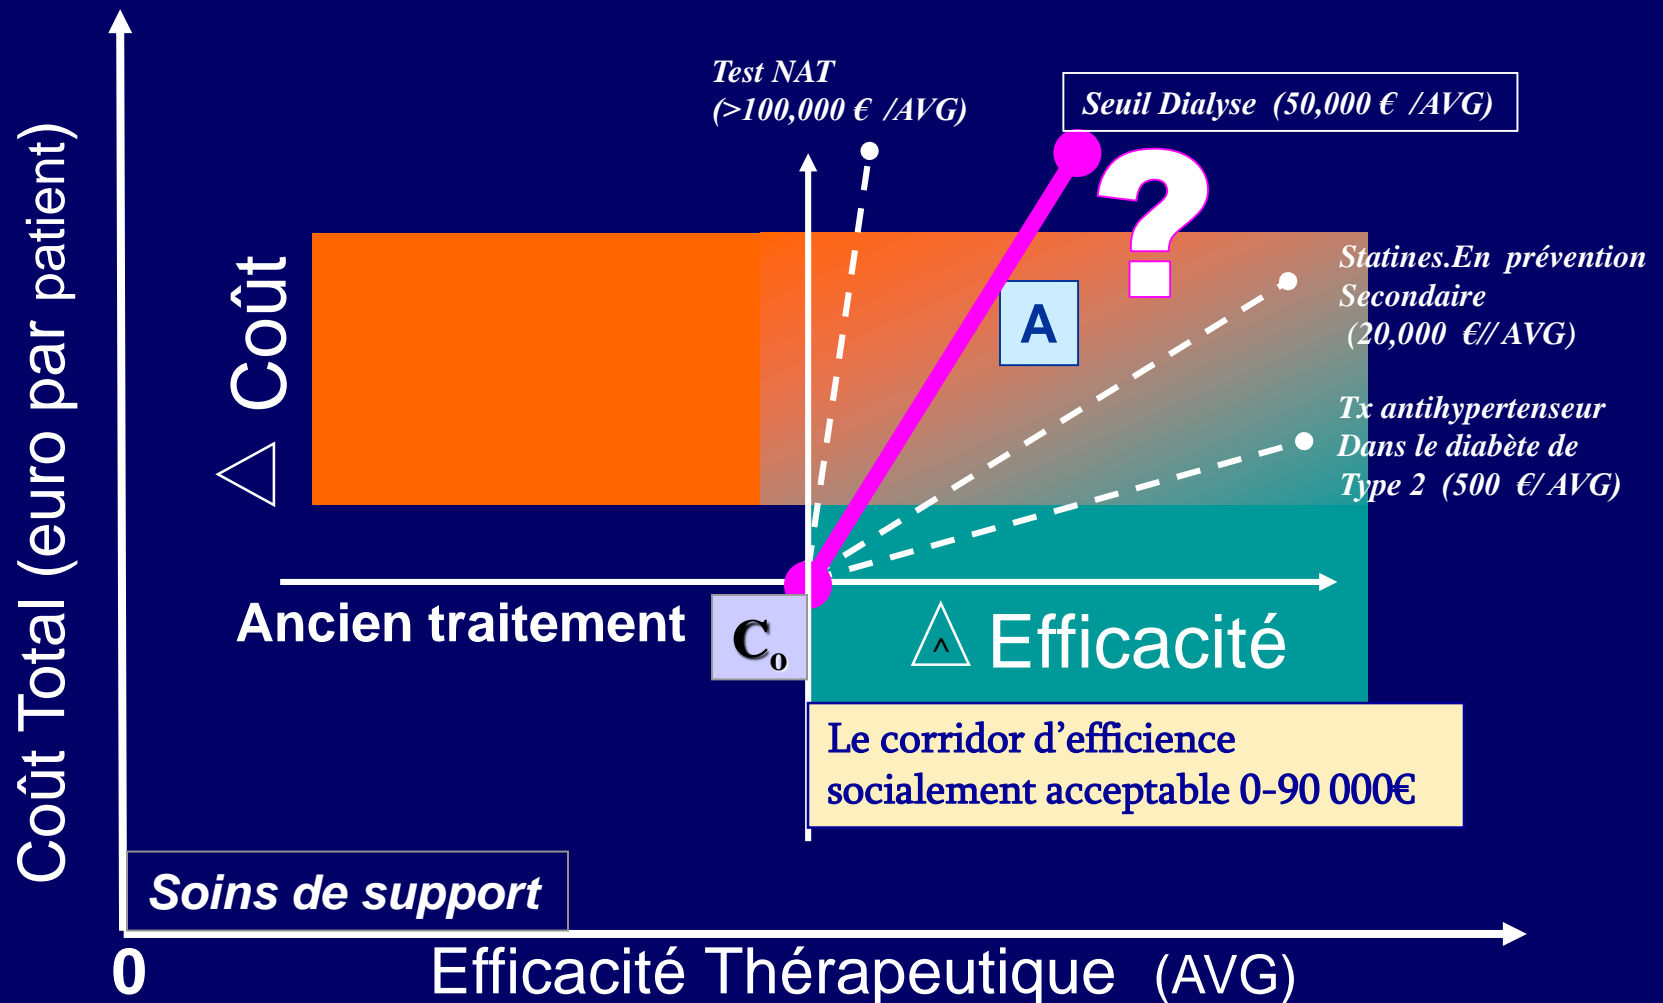 Test NAT
(>100,000 € /AVG)
Seuil Dialyse (50,000 € /AVG)
?
Statines.En prévention
Secondaire
(20,000 €// AVG)
A
Tx antihypertenseur
Dans le diabète de
Type 2 (500 €/ AVG)
Coût Total (euro par patient)
△ Coût
Ancien traitement
C₀
^
△ Efficacité
Le corridor d’efficience
socialement acceptable 0-90 000€
Soins de support
0
Efficacité Thérapeutique (AVG)